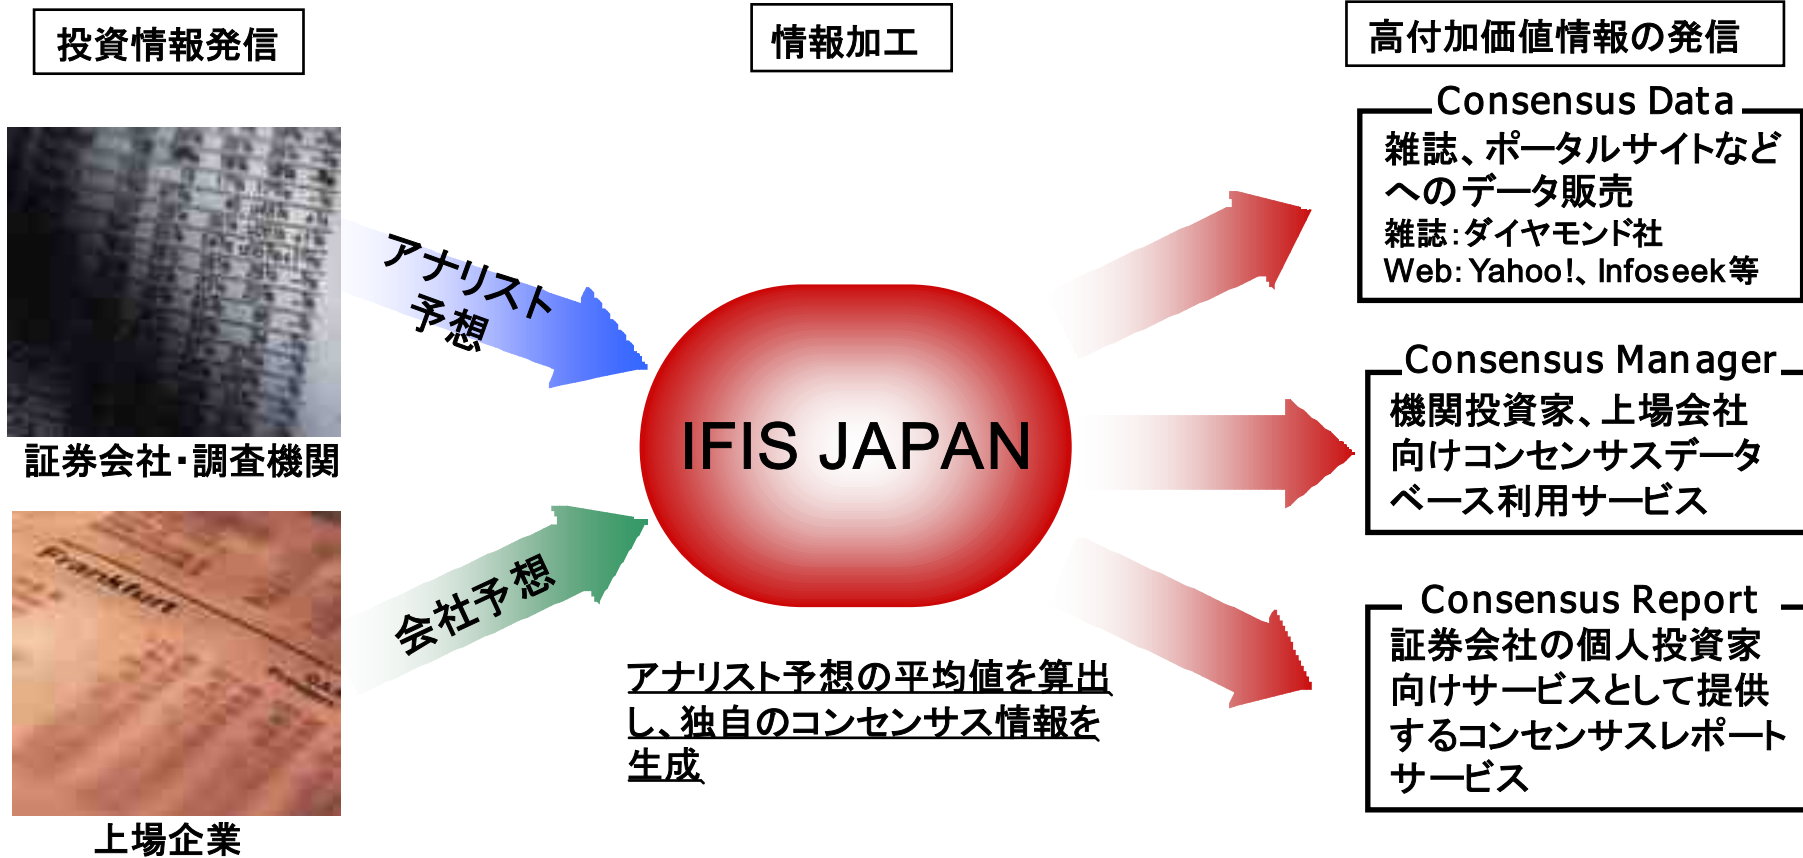 投資情報発信
情報加工
高付加価値情報の発信
アナリスト
予想
証券会社・調査機関
Frankfurt
会社予想
上場企業
IFIS JAPAN
アナリスト予想の平均値を算出
し、独自のコンセンサス情報を
生成
Consensus Data
雑誌、ポータルサイトなど
へのデータ販売
雑誌：ダイヤモンド社
Web：Yahoo!、Infoseek等
Consensus Manager
機関投資家、上場会社
向けコンセンサスデータ
ベース利用サービス
Consensus Report
証券会社の個人投資家
向けサービスとして提供
するコンセンサスレポート
サービス